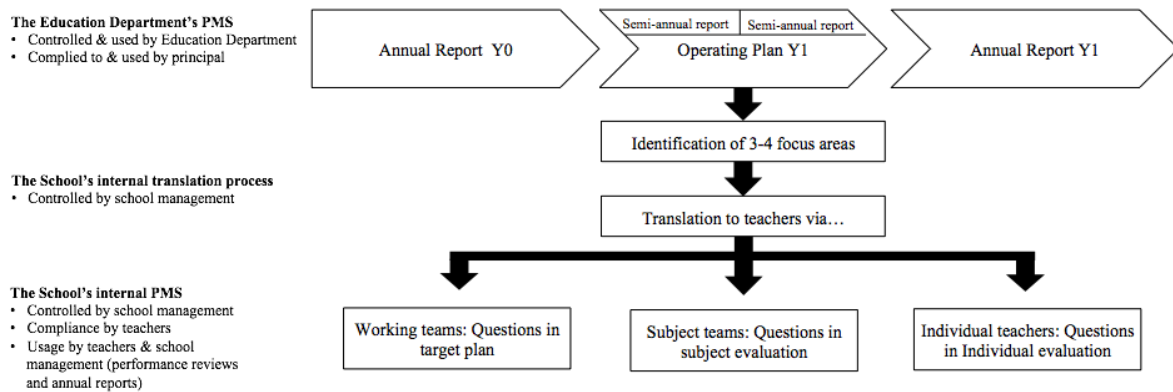 The Education Department's PMS
• Controlled & used by Education Department
• Complied to & used by principal
Annual Report Y0
Semi-annual report
Semi-annual report
Operating Plan Y1
Annual Report Y1
Identification of 3-4 focus areas
The School's internal translation process
• Controlled by school management
Translation to teachers via…
The School's internal PMS
• Controlled by school management
• Compliance by teachers
• Usage by teachers & school
management (performance reviews
and annual reports)
Working teams: Questions in
target plan
Subject teams: Questions in
subject evaluation
Individual teachers: Questions
in Individual evaluation